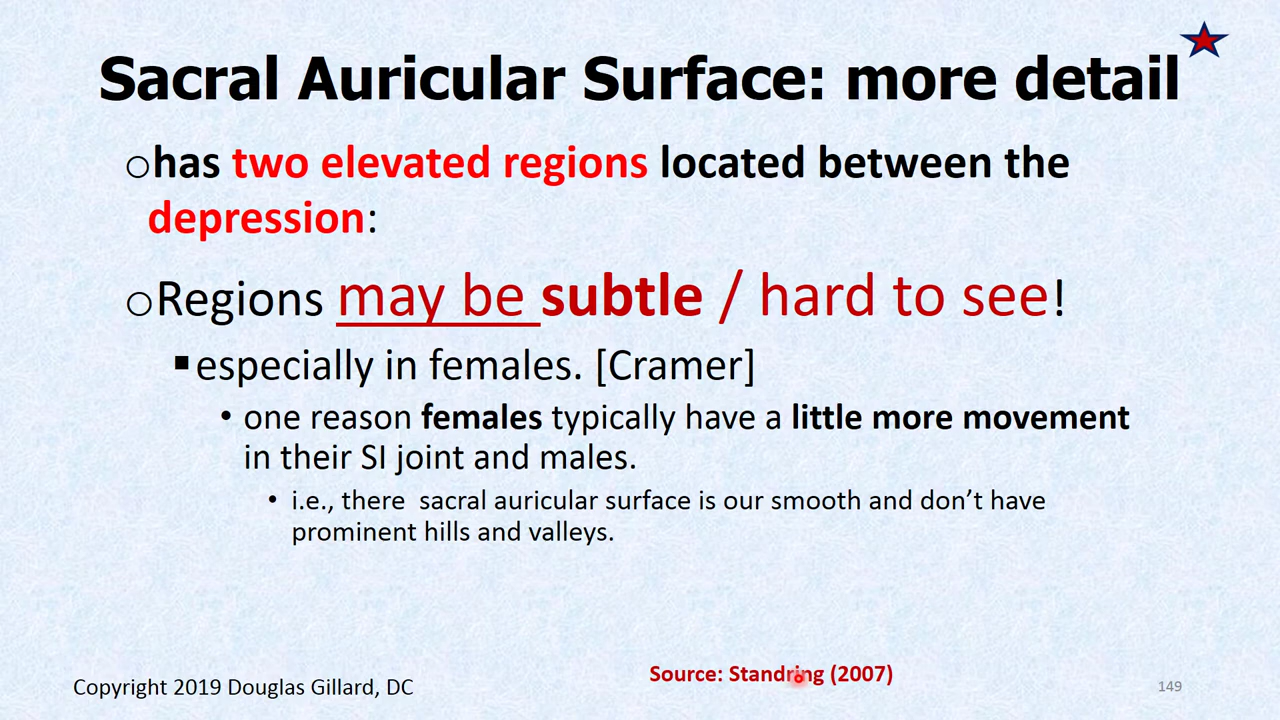 Sacral Auricular Surface: more detail
has two elevated regions located between the
depression:
Regions may be subtle / hard to see!
especially in females. [Cramer]
one reason females typically have a little more movement
in their SI joint and males.
i.e., there sacral auricular surface is our smooth and don’t have
prominent hills and valleys.
Source: Standring (2007)
Copyright 2019 Douglas Gillard, DC
149